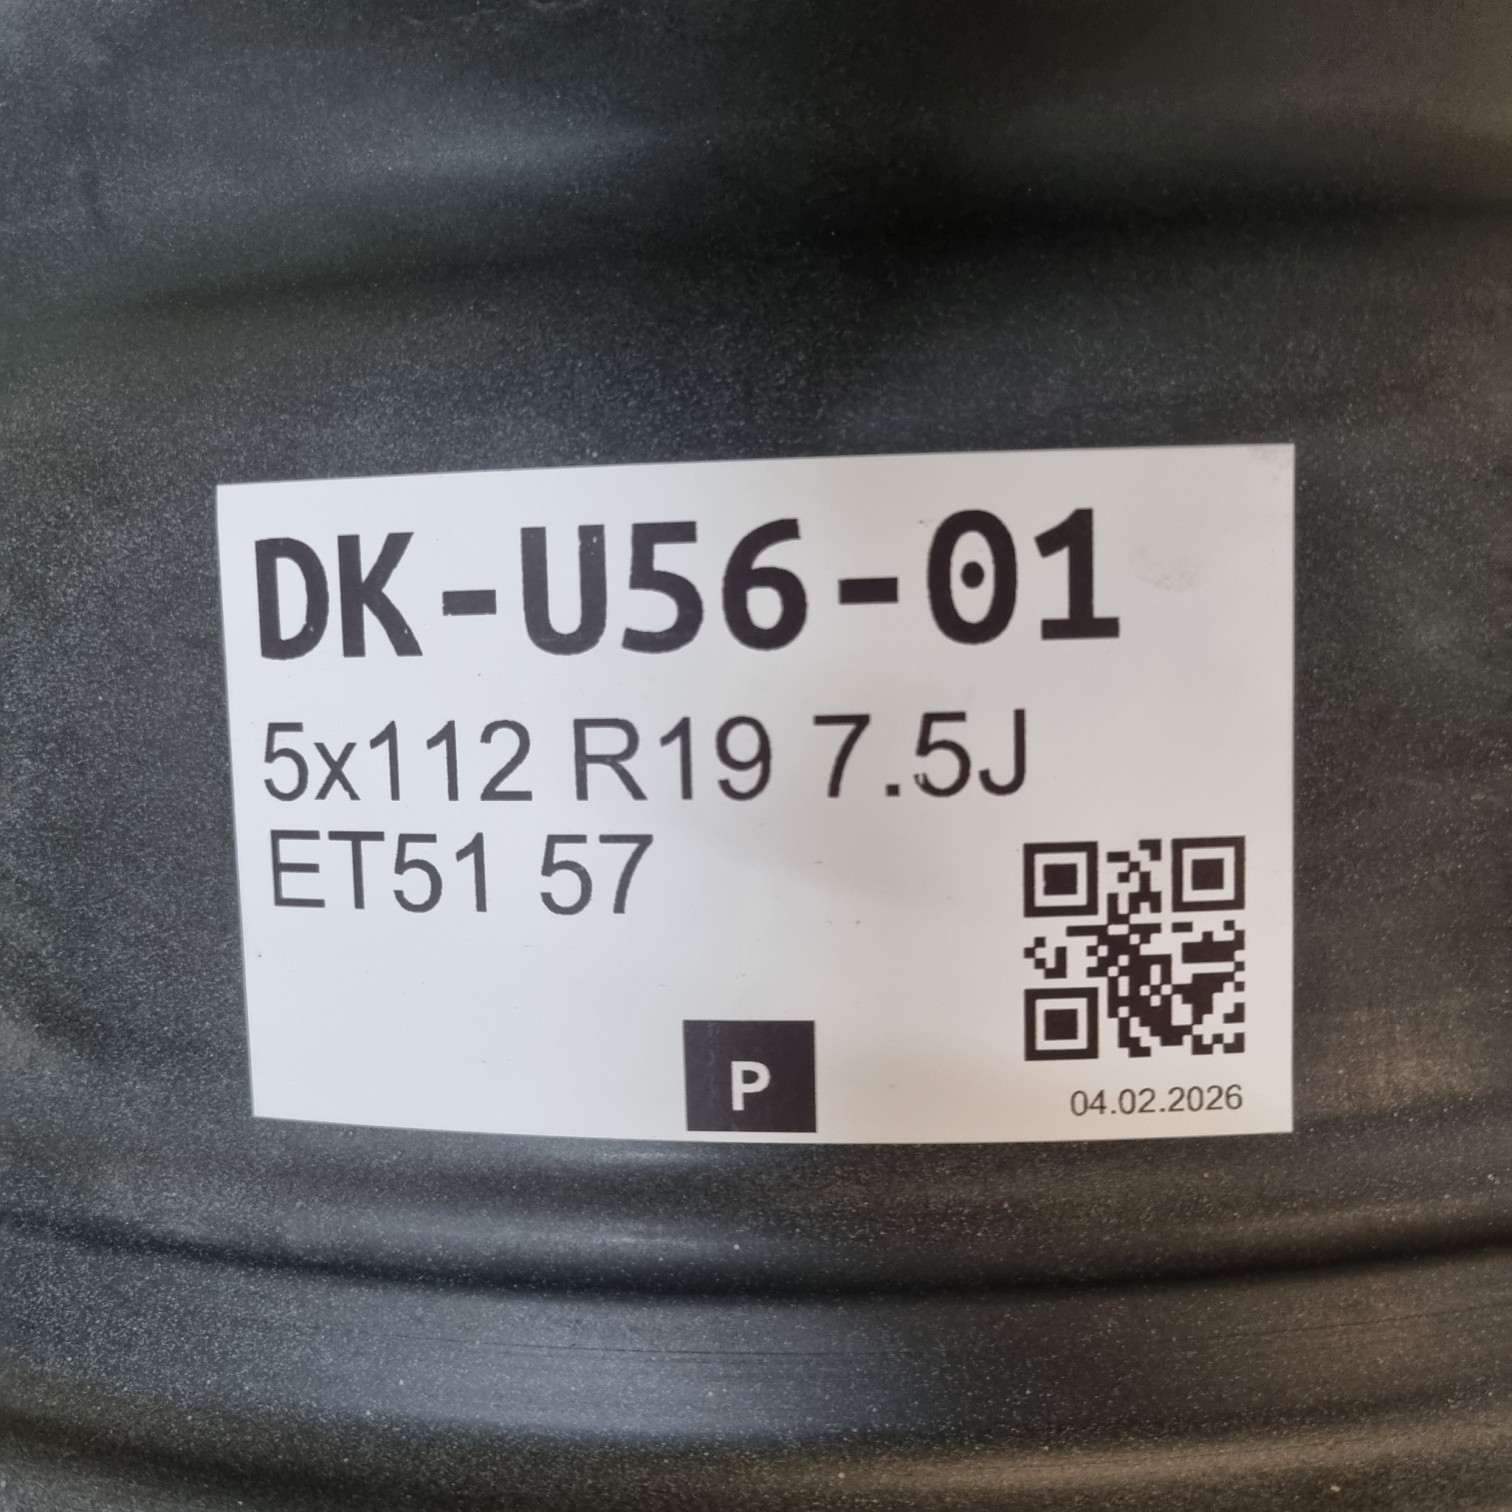 DK-U56-01
5x112 R19 7.5J
ET51 57
P
04.02.2026